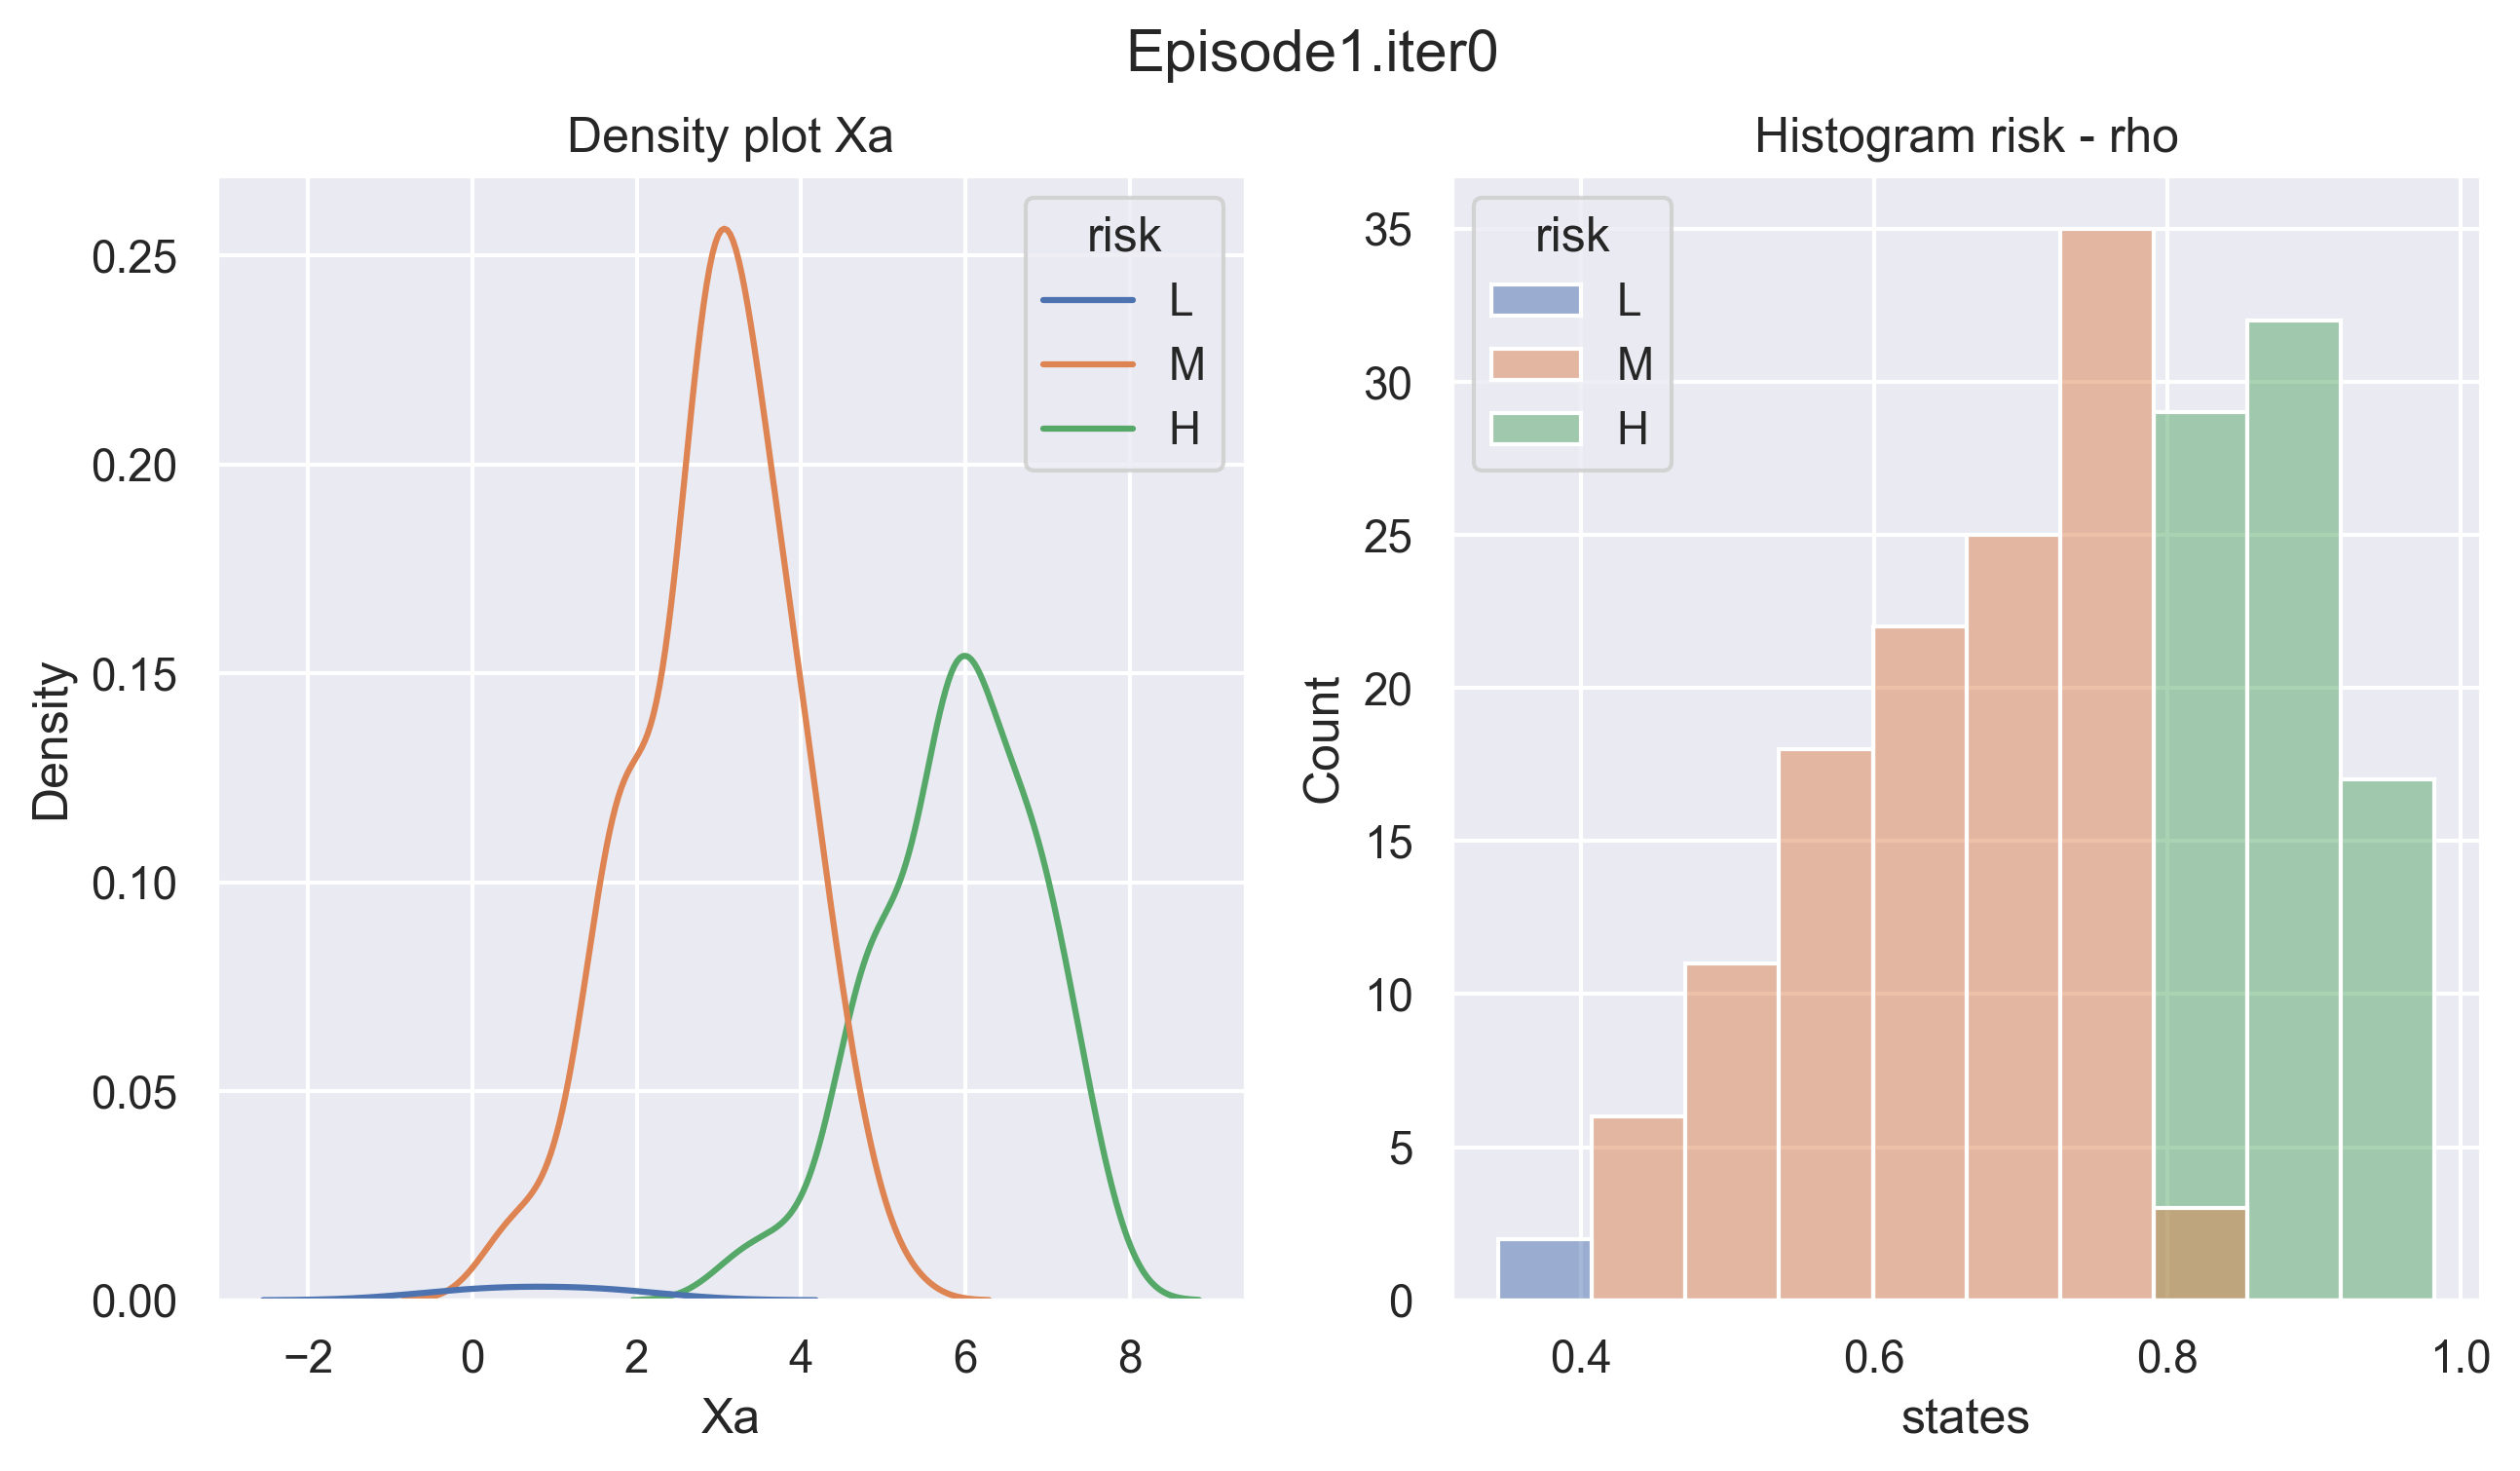 Episode1.iter0
Density plot Xa
Density
0.25
0.20
0.15
0.10
0.05
0.00
−2 0 2 4 6 8
Xa
risk
L
M
H
Histogram risk - rho
Count
35
30
25
20
15
10
5
0
0.4 0.6 0.8 1.0
states
risk
L
M
H